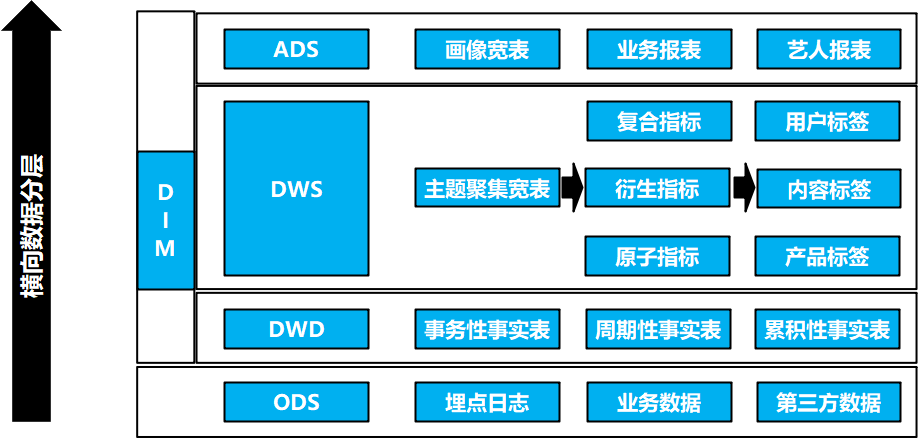 横向数据分层
DIM
ADS
画像宽表
业务报表
艺人报表
DWS
主题聚集宽表
复合指标
衍生指标
原子指标
用户标签
内容标签
产品标签
DWD
事务性事实表
周期性事实表
累积性事实表
ODS
埋点日志
业务数据
第三方数据